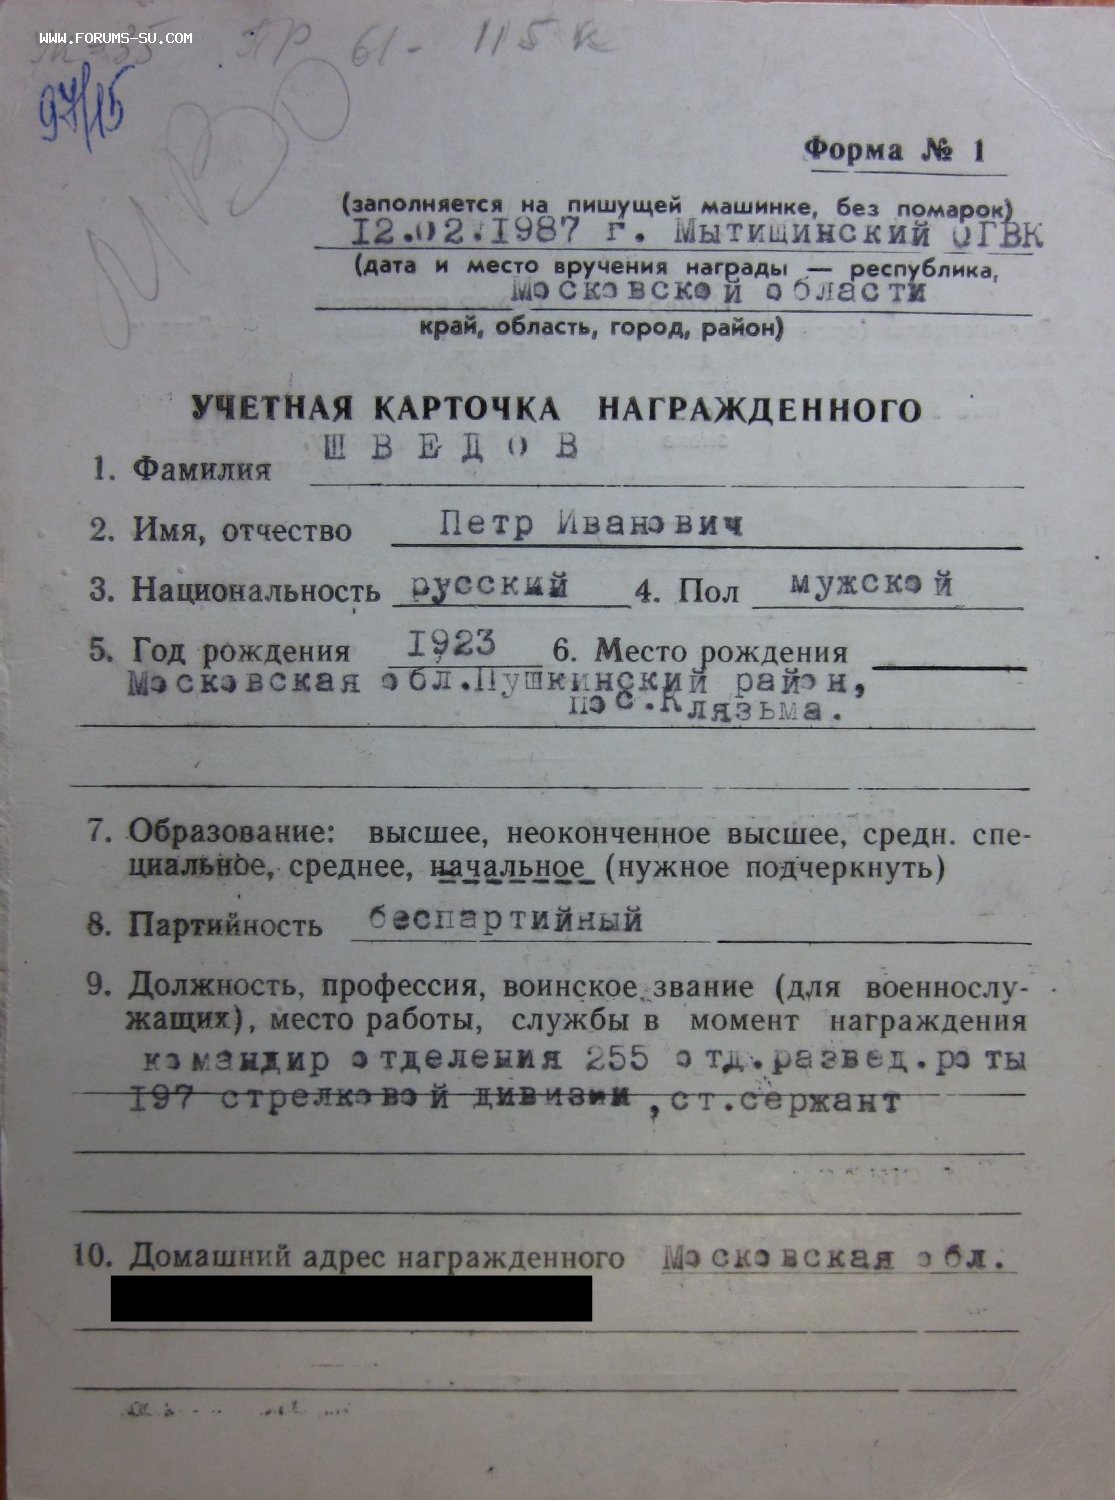 www.forums-su.com
АР 61- 115 к
97/15
Форма № 1
(заполняется на пишущей машинке, без помарок)
12.02.1987 г. Мытищинский ОГВК
(дата и место вручения награды — республика,
Московской области
край, область, город, район)
УЧЕТНАЯ КАРТОЧКА НАГРАЖДЕННОГО
ШВЕДОВ
1. Фамилия
2. Имя, отчество Петр Иванович
3. Национальность русский 4. Пол мужской
5. Год рождения 1923 6. Место рождения
Московская обл.Пушкинский район,
пос.Клязьма.
7. Образование: высшее, неоконченное высшее, средн. спе-
циальное, среднее, начальное (нужное подчеркнуть)
8. Партийность беспартийный
9. Должность, профессия, воинское звание (для военнослу-
жащих), место работы, службы в момент награждения
командир отделения 255 отд.развед.роты
197 стрелковой дивизии,ст.сержант
10. Домашний адрес награжденного Московская обл.